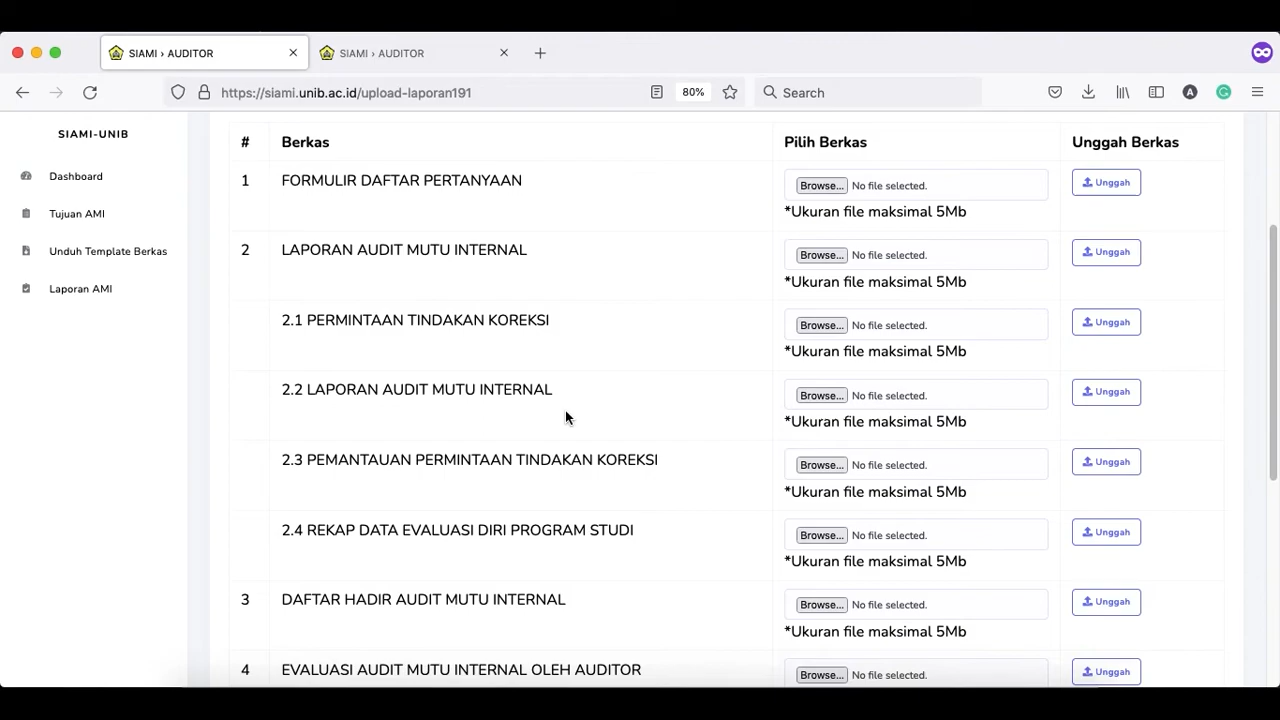 SIAMI › AUDITOR
SIAMI › AUDITOR
https://siami.unib.ac.id/upload-laporan191
80%
Search
A
SIAMI-UNIB
Dashboard
Tujuan AMI
Unduh Template Berkas
Laporan AMI
# Berkas Pilih Berkas Unggah Berkas
1 FORMULIR DAFTAR PERTANYAAN Browse... No file selected. Unggah
*Ukuran file maksimal 5Mb
2 LAPORAN AUDIT MUTU INTERNAL Browse... No file selected. Unggah
*Ukuran file maksimal 5Mb
2.1 PERMINTAAN TINDAKAN KOREKSI Browse... No file selected. Unggah
*Ukuran file maksimal 5Mb
2.2 LAPORAN AUDIT MUTU INTERNAL Browse... No file selected. Unggah
*Ukuran file maksimal 5Mb
2.3 PEMANTAUAN PERMINTAAN TINDAKAN KOREKSI Browse... No file selected. Unggah
*Ukuran file maksimal 5Mb
2.4 REKAP DATA EVALUASI DIRI PROGRAM STUDI Browse... No file selected. Unggah
*Ukuran file maksimal 5Mb
3 DAFTAR HADIR AUDIT MUTU INTERNAL Browse... No file selected. Unggah
*Ukuran file maksimal 5Mb
4 EVALUASI AUDIT MUTU INTERNAL OLEH AUDITOR Browse... No file selected. Unggah